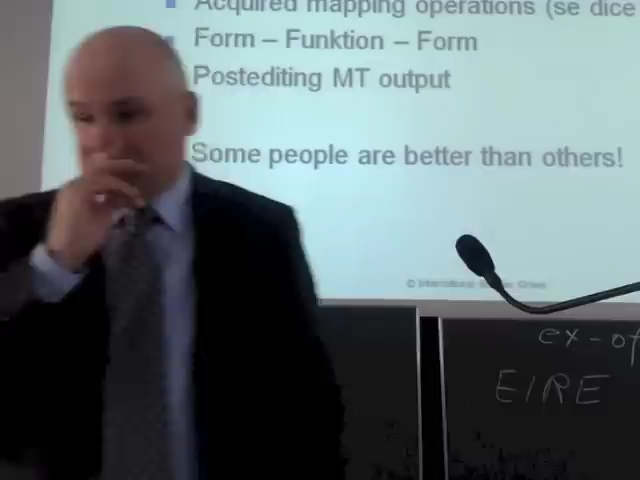 Acquired mapping operations (se dice
Form – Funktion – Form
Postediting MT output
Some people are better than others!
© International
ex-of
EIRE